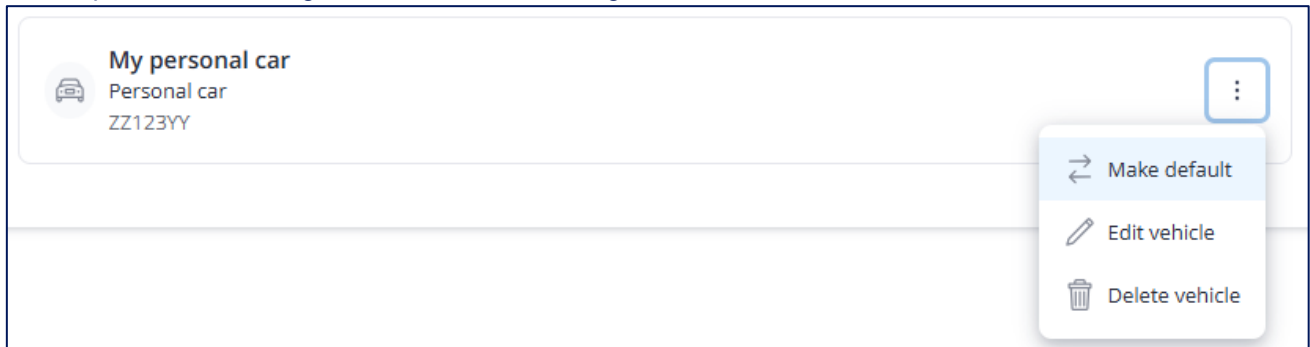 My personal car
Personal car
ZZ123YY
Make default
Edit vehicle
Delete vehicle